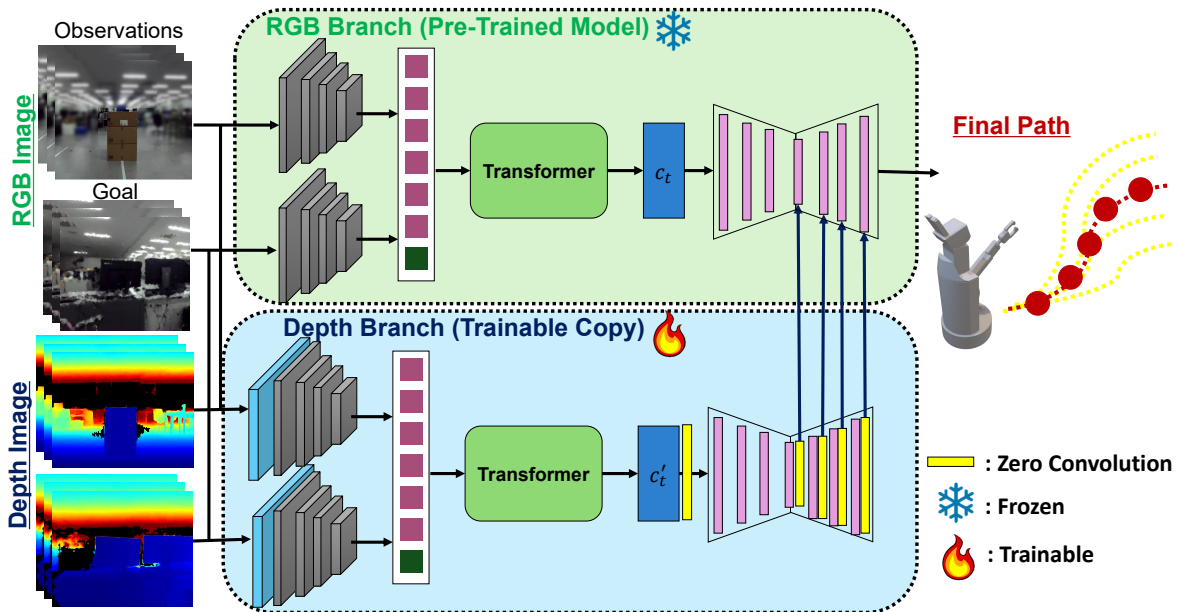 Observations
RGB Image
Goal
Depth Image
RGB Branch (Pre-Trained Model)
Transformer
c_t
Depth Branch (Trainable Copy)
Transformer
c'_t
Final Path
: Zero Convolution
: Frozen
: Trainable